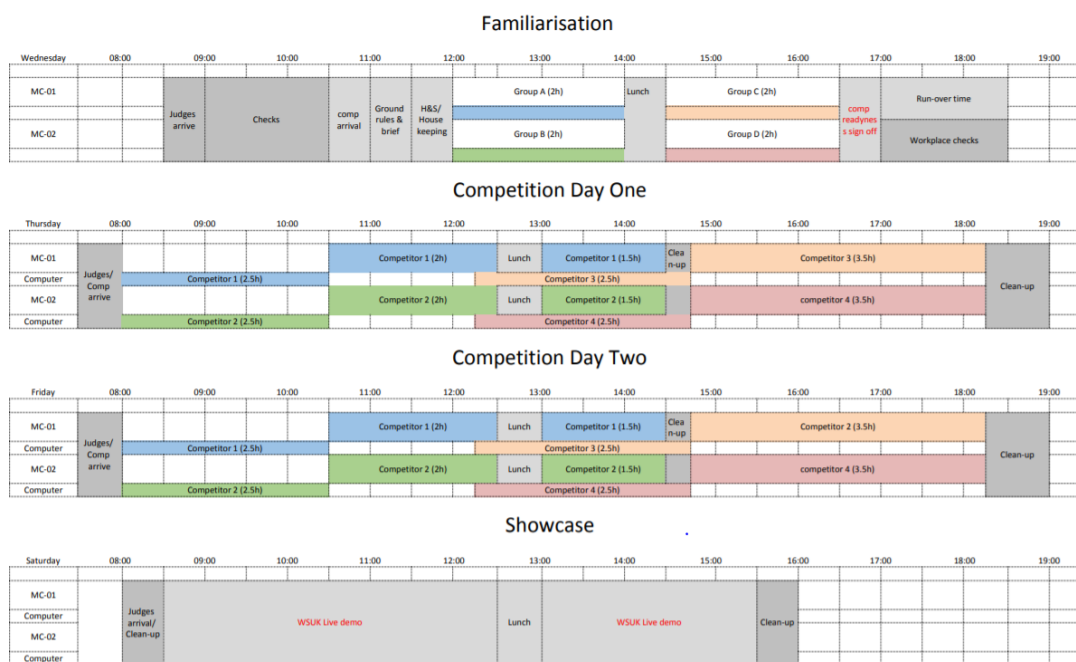 Familiarisation
Wednesday 08:00 09:00 10:00 11:00 12:00 13:00 14:00 15:00 16:00 17:00 18:00 19:00
MC-01
MC-02
Judges
arrive
Checks
comp
arrival
Ground
rules &
brief
H&S/
House
keeping
Group A (2h)
Group B (2h)
Lunch
Group C (2h)
Group D (2h)
comp
readynes
s sign off
Run-over time
Workplace checks
Competition Day One
Thursday 08:00 09:00 10:00 11:00 12:00 13:00 14:00 15:00 16:00 17:00 18:00 19:00
MC-01
Computer
MC-02
Computer
Judges/
Comp
arrive
Competitor 1 (2.5h)
Competitor 2 (2.5h)
Competitor 1 (2h)
Lunch
Competitor 1 (1.5h)
Clea
n-up
Competitor 3 (3.5h)
Competitor 3 (2.5h)
Competitor 2 (2h)
Lunch
Competitor 2 (1.5h)
competitor 4 (3.5h)
Competitor 4 (2.5h)
Clean-up
Competition Day Two
Friday 08:00 09:00 10:00 11:00 12:00 13:00 14:00 15:00 16:00 17:00 18:00 19:00
MC-01
Computer
MC-02
Computer
Judges/
Comp
arrive
Competitor 1 (2.5h)
Competitor 2 (2.5h)
Competitor 1 (2h)
Lunch
Competitor 1 (1.5h)
Clea
n-up
Competitor 2 (3.5h)
Competitor 3 (2.5h)
Competitor 2 (2h)
Lunch
Competitor 2 (1.5h)
competitor 4 (3.5h)
Competitor 4 (2.5h)
Clean-up
Showcase
Saturday 08:00 09:00 10:00 11:00 12:00 13:00 14:00 15:00 16:00 17:00 18:00 19:00
MC-01
Computer
MC-02
Computer
Judges
arrival/
Clean-up
WSUK Live demo
Lunch
WSUK Live demo
Clean-up